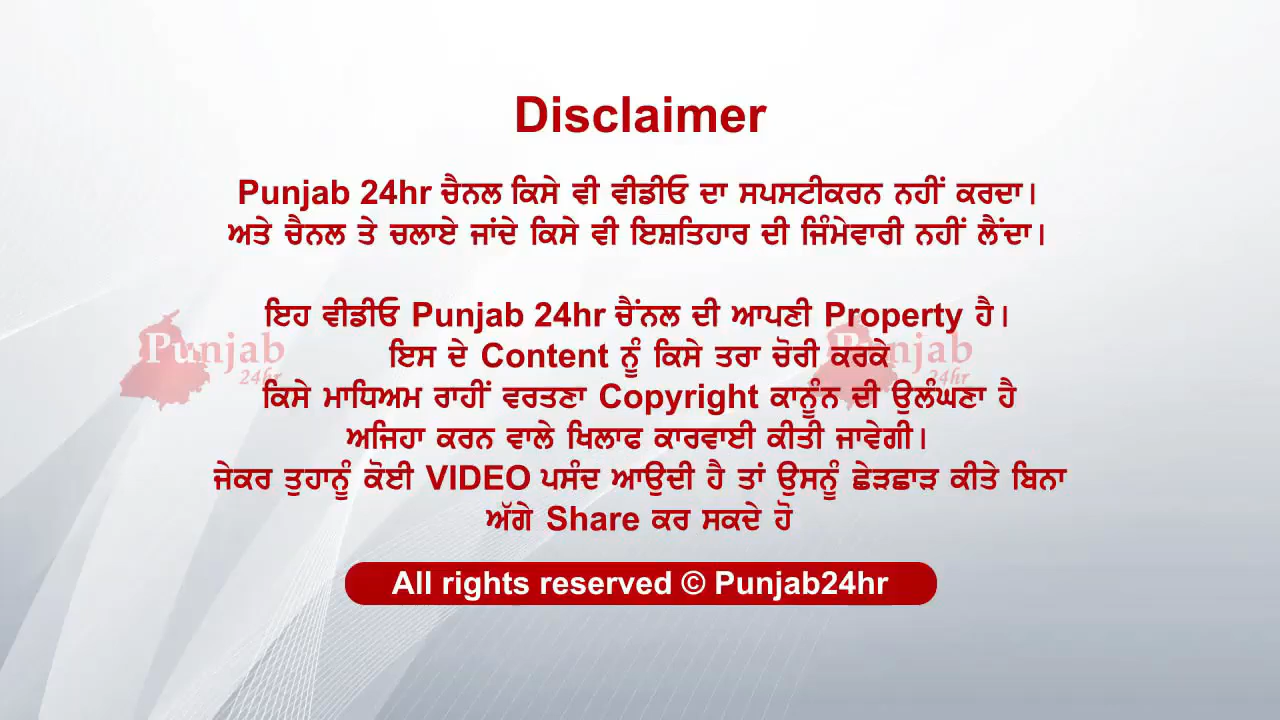 Disclaimer
Punjab 24hr ਚੈਨਲ ਕਿਸੇ ਵੀ ਵੀਡੀਓ ਦਾ ਸਪਸਟੀਕਰਨ ਨਹੀਂ ਕਰਦਾ।
ਅਤੇ ਚੈਨਲ ਤੇ ਚਲਾਏ ਜਾਂਦੇ ਕਿਸੇ ਵੀ ਇਸ਼ਤਿਹਾਰ ਦੀ ਜਿੰਮੇਵਾਰੀ ਨਹੀਂ ਲੈਂਦਾ।
ਇਹ ਵੀਡੀਓ Punjab 24hr ਚੈਂਨਲ ਦੀ ਆਪਣੀ Property ਹੈ।
ਇਸ ਦੇ Content ਨੂੰ ਕਿਸੇ ਤਰਾ ਚੋਰੀ ਕਰਕੇ
ਕਿਸੇ ਮਾਧਿਅਮ ਰਾਹੀਂ ਵਰਤਣਾ Copyright ਕਾਨੂੰਨ ਦੀ ਉਲੰਘਣਾ ਹੈ
ਅਜਿਹਾ ਕਰਨ ਵਾਲੇ ਖਿਲਾਫ ਕਾਰਵਾਈ ਕੀਤੀ ਜਾਵੇਗੀ।
ਜੇਕਰ ਤੁਹਾਨੂੰ ਕੋਈ VIDEO ਪਸੰਦ ਆਉਦੀ ਹੈ ਤਾਂ ਉਸਨੂੰ ਛੇੜਛਾੜ ਕੀਤੇ ਬਿਨਾ
ਅੱਗੇ Share ਕਰ ਸਕਦੇ ਹੋ
All rights reserved © Punjab24hr
Punjab
24hr
Punjab
24hr